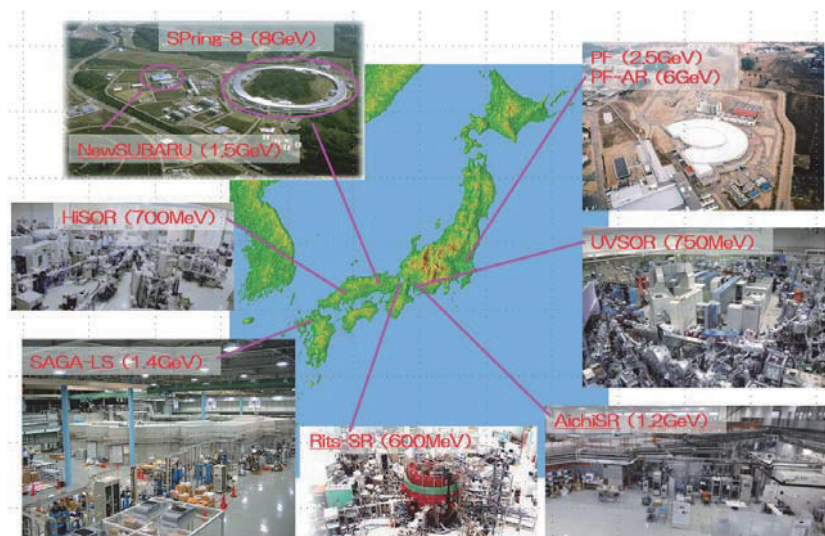 SPring-8 (8GeV)
NewSUBARU (1.5GeV)
PF (2.5GeV)
PF-AR (6GeV)
HiSOR (700MeV)
UVSOR (750MeV)
SAGA-LS (1.4GeV)
Rits-SR (600MeV)
AichiSR (1.2GeV)